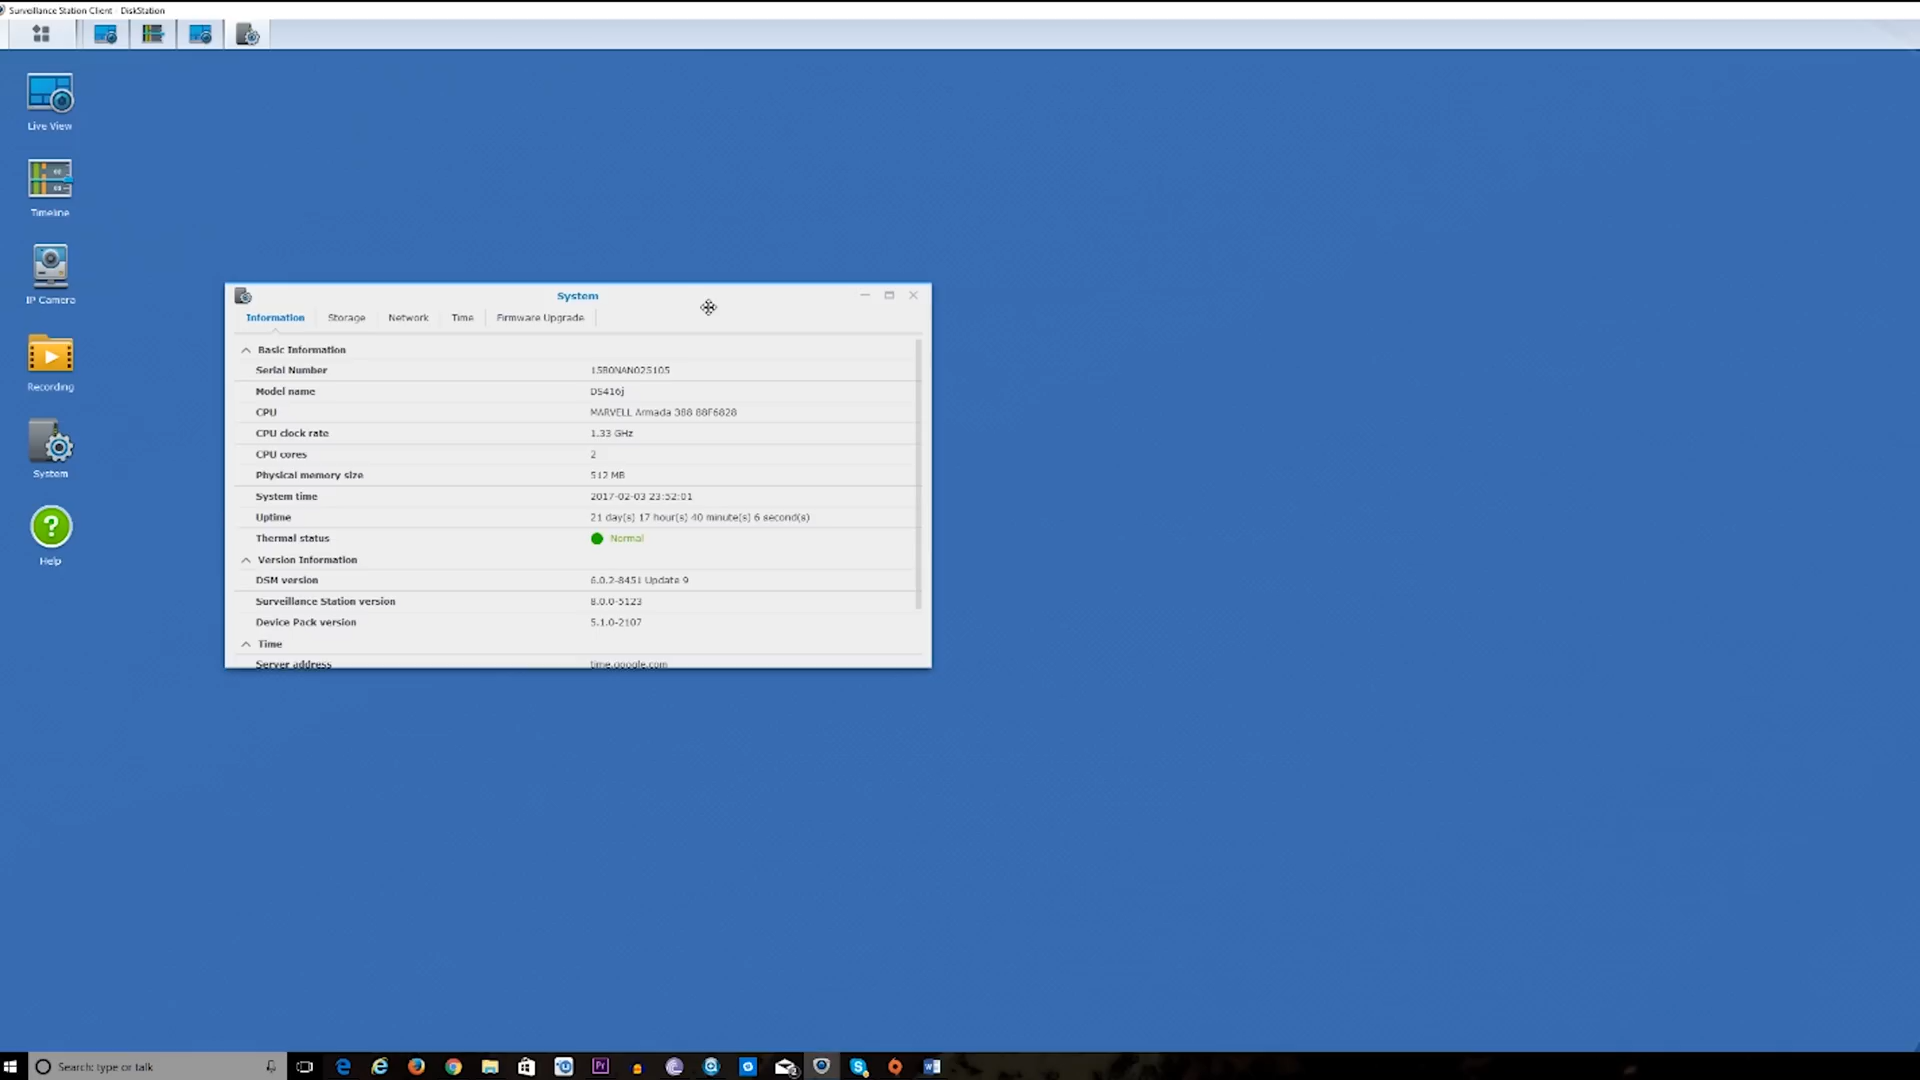 Surveillance Station Client - DiskStation
Live View
Timeline
IP Camera
Recording
System
Help
System
Information Storage Network Time Firmware Upgrade
Basic Information
Serial Number 15B0NAN025105
Model name DS416j
CPU MARVELL Armada 388 88F6828
CPU clock rate 1.33 GHz
CPU cores 2
Physical memory size 512 MB
System time 2017-02-03 23:52:01
Uptime 21 day(s) 17 hour(s) 40 minute(s) 6 second(s)
Thermal status Normal
Version Information
DSM version 6.0.2-8451 Update 9
Surveillance Station version 8.0.0-5123
Device Pack version 5.1.0-2107
Time
Server address time.google.com
Search: type or talk